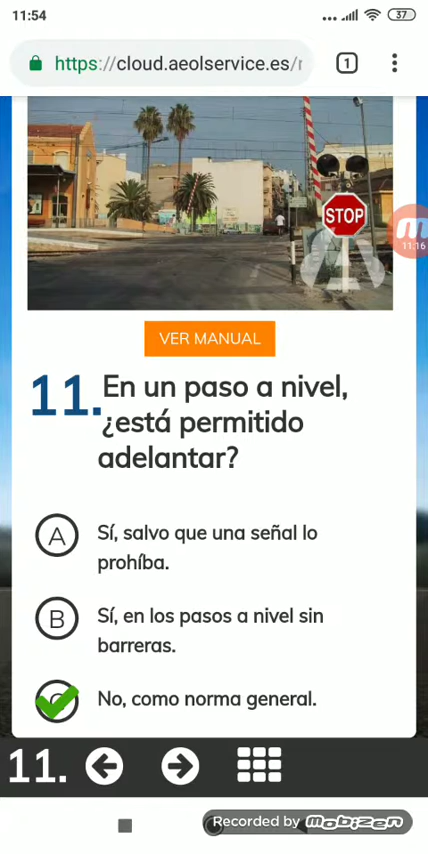 11:54
37
https://cloud.aeolservice.es/r
1
STOP
11:16
VER MANUAL
11. En un paso a nivel,
¿está permitido
adelantar?
A Sí, salvo que una señal lo
prohíba.
B Sí, en los pasos a nivel sin
barreras.
No, como norma general.
11.
Recorded by mobizen